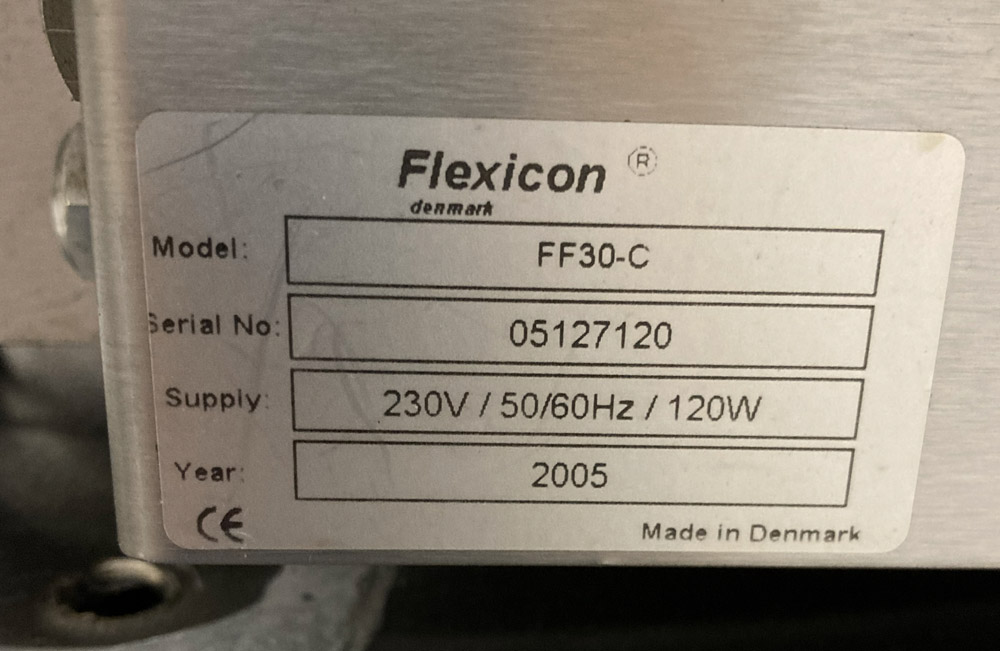 Flexicon ®
denmark
Model: FF30-C
Serial No: 05127120
Supply: 230V / 50/60Hz / 120W
Year: 2005
CE Made in Denmark